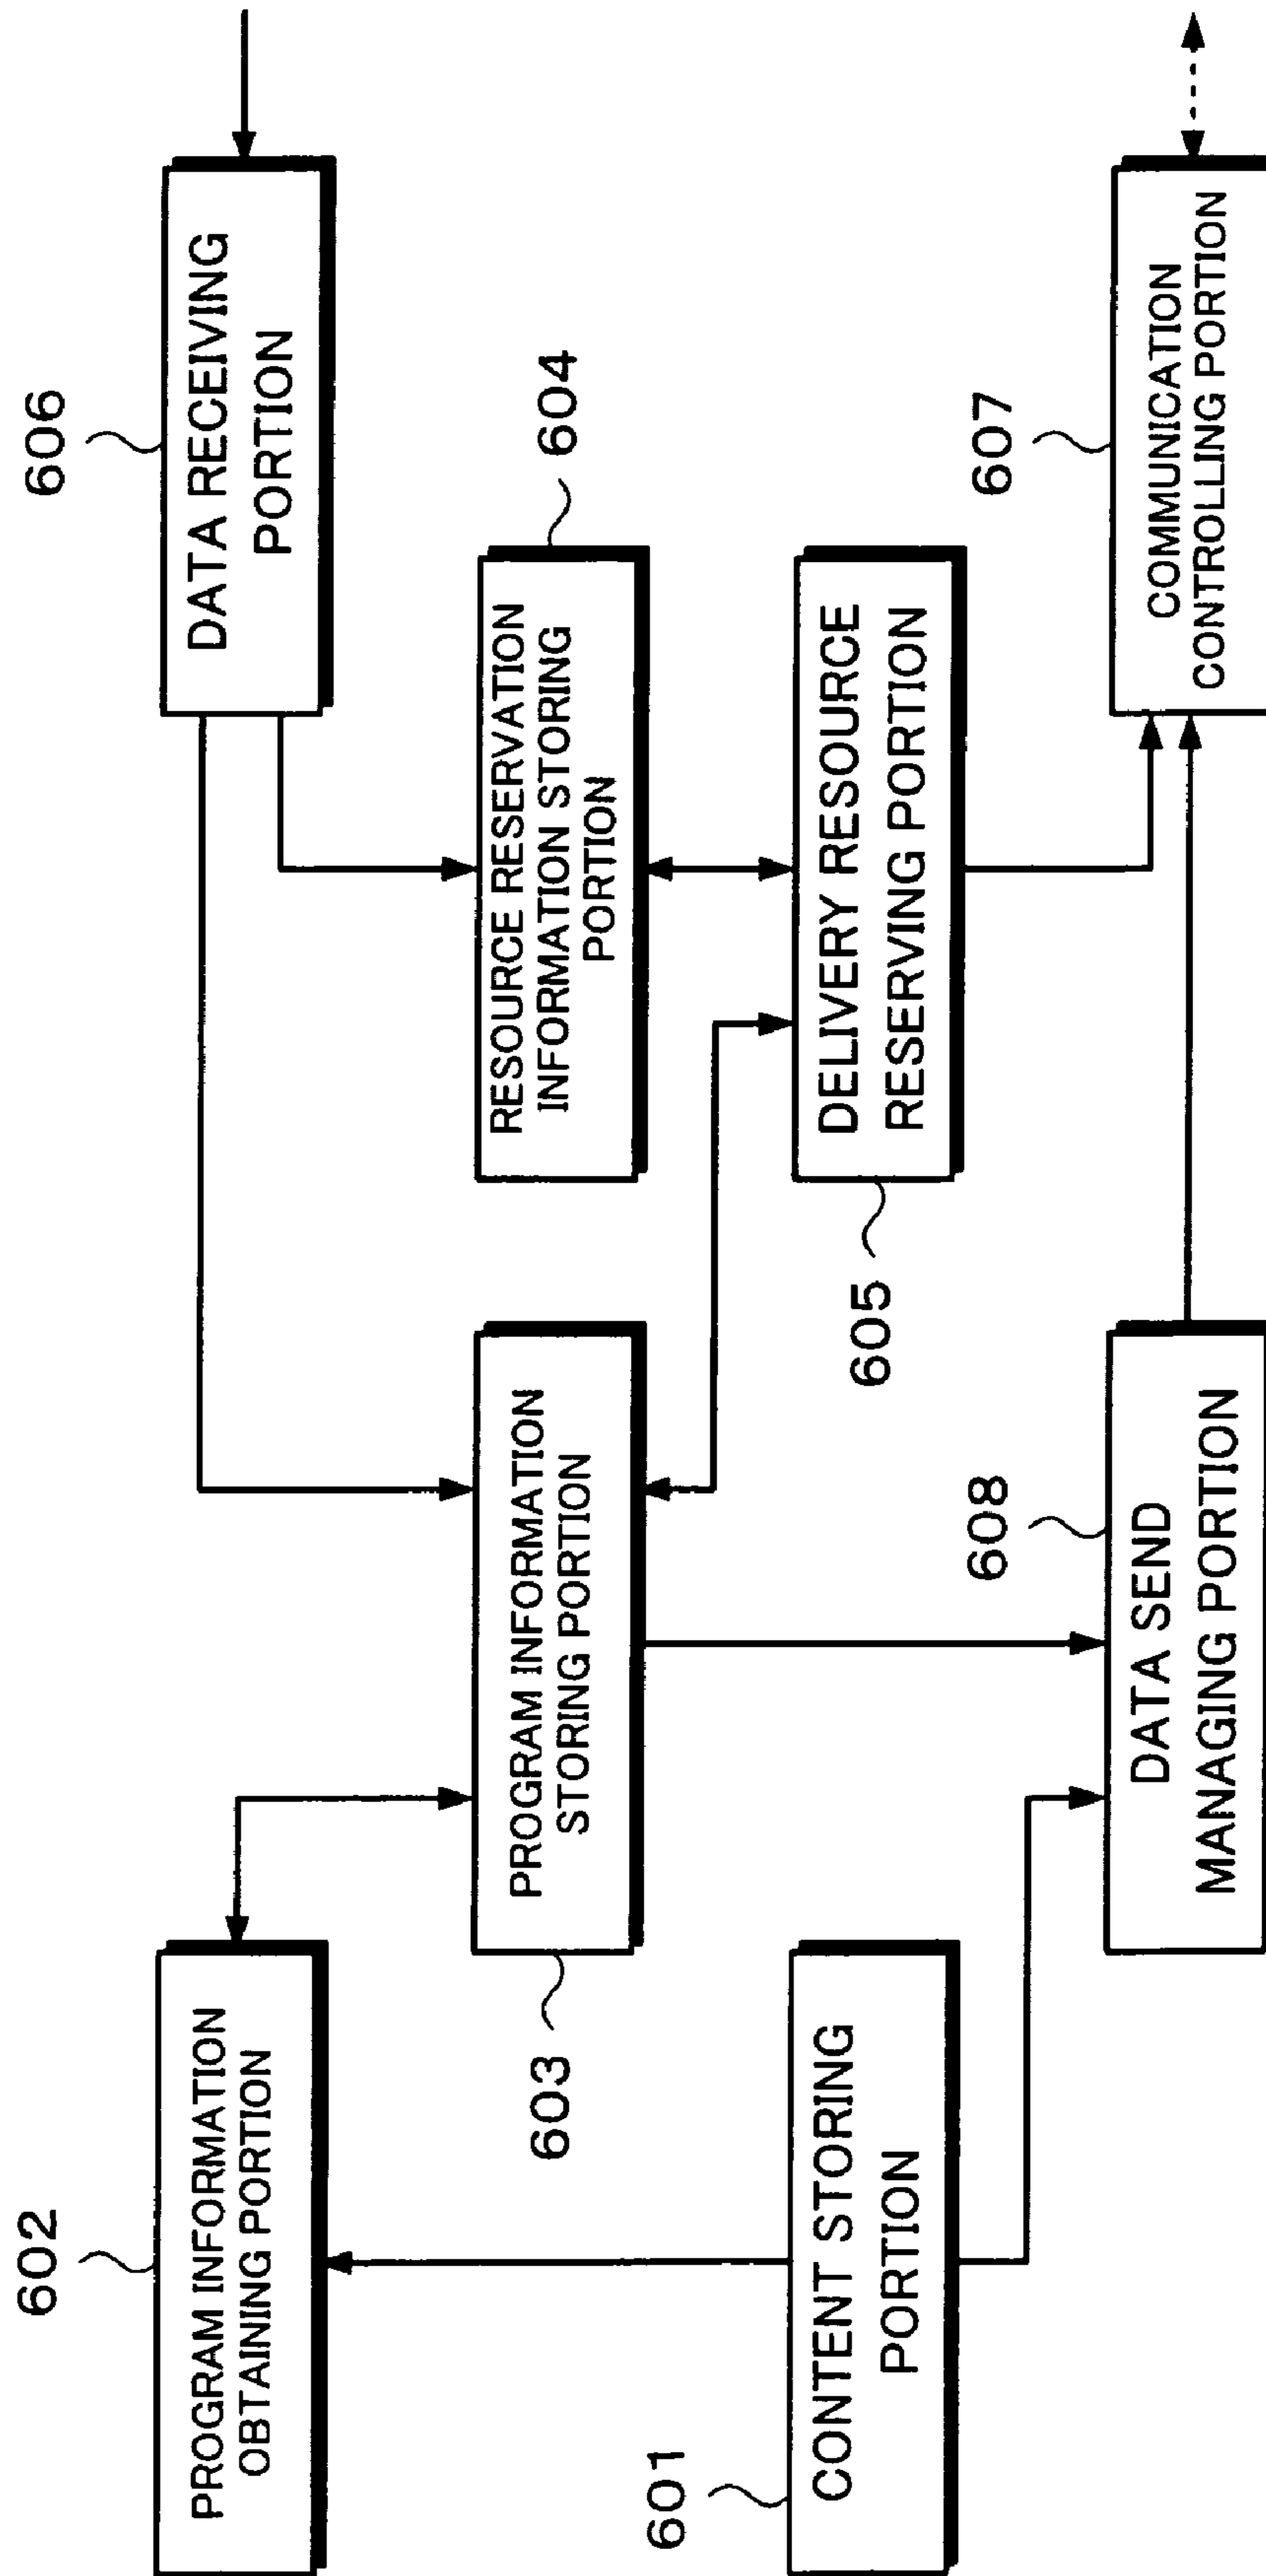 602
PROGRAM INFORMATION
OBTAINING PORTION
606
DATA RECEIVING
PORTION
603
PROGRAM INFORMATION
STORING PORTION
604
RESOURCE RESERVATION
INFORMATION STORING
PORTION
601
CONTENT STORING
PORTION
605
DELIVERY RESOURCE
RESERVING PORTION
608
DATA SEND
MANAGING PORTION
607
COMMUNICATION
CONTROLLING PORTION